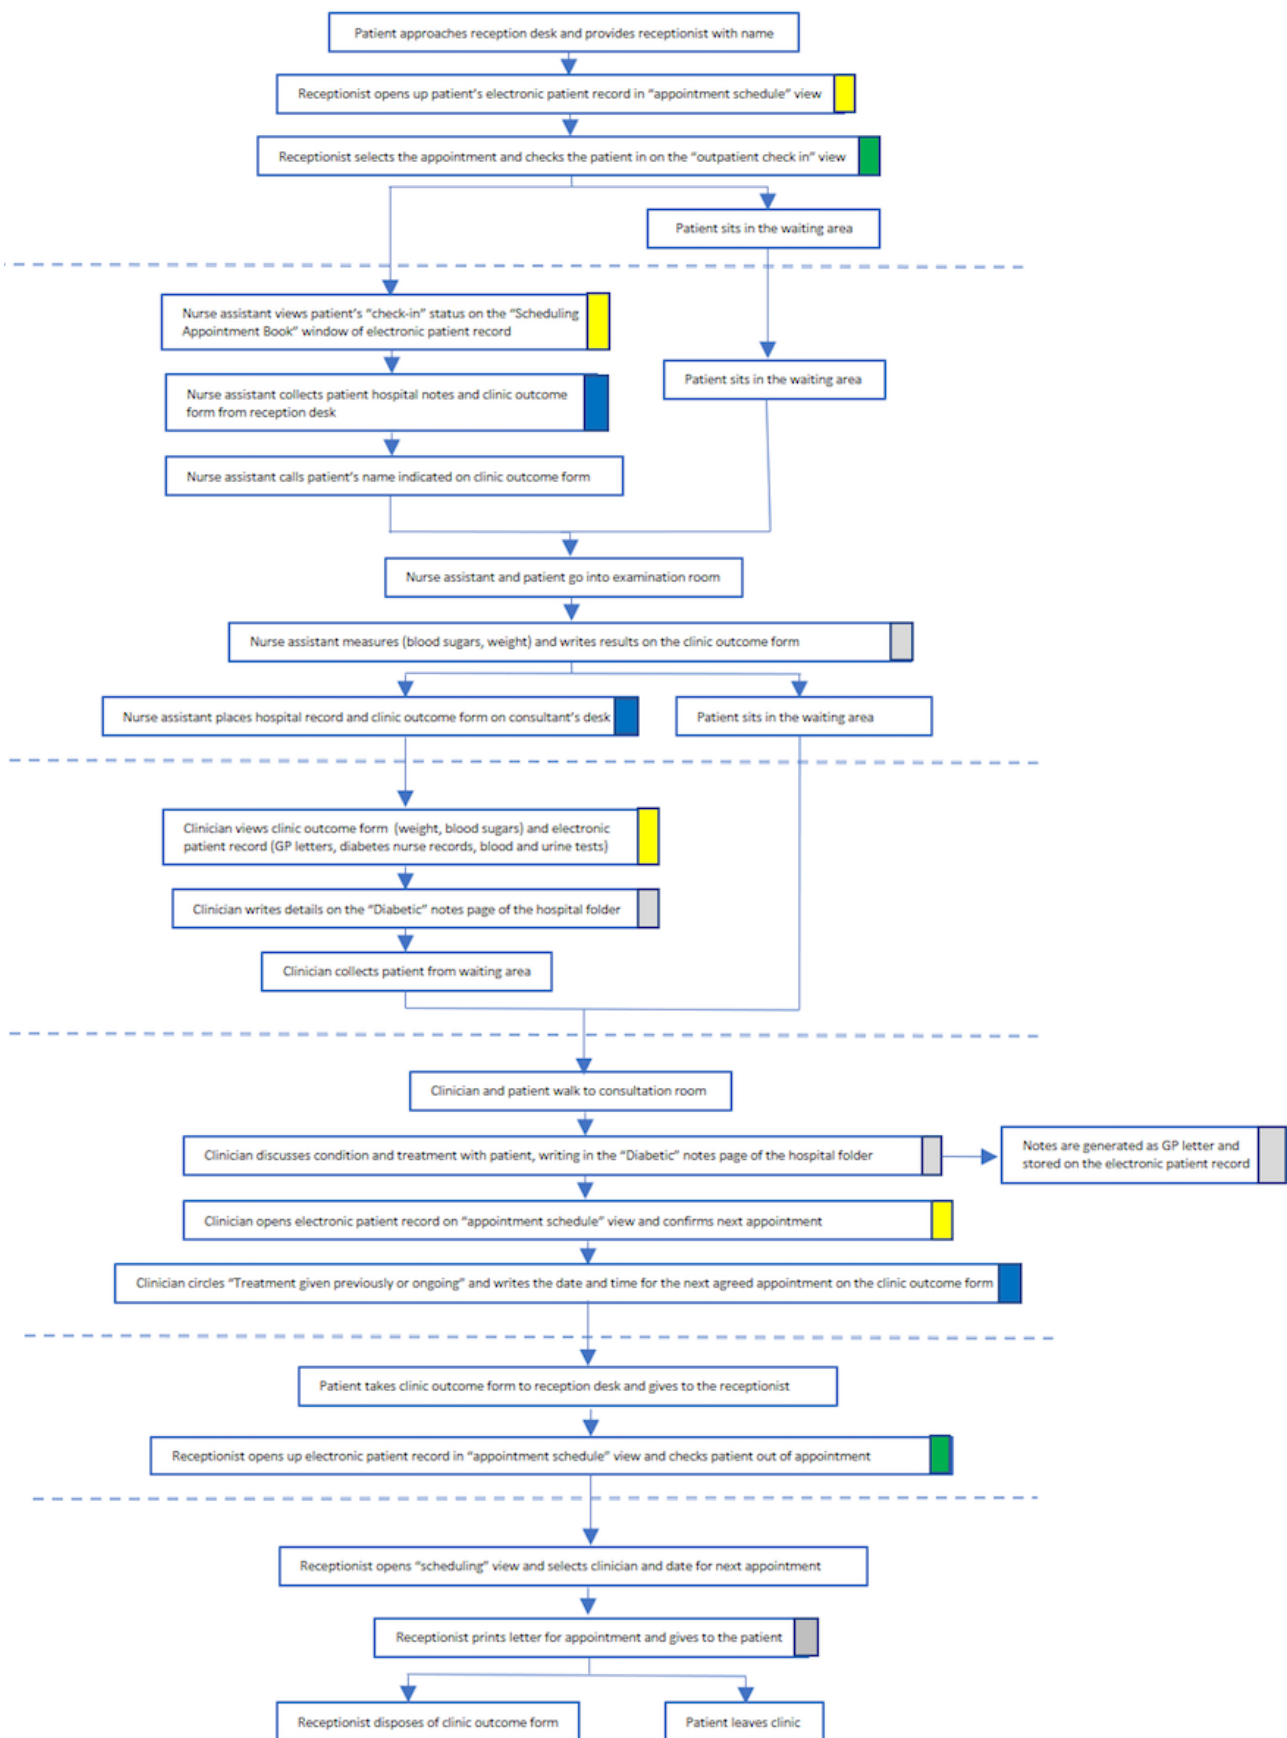 Patient approaches reception desk and provides receptionist with name
Receptionist opens up patient's electronic patient record in “appointment schedule” view
Receptionist selects the appointment and checks the patient in on the “outpatient check in” view
Patient sits in the waiting area
Nurse assistant views patient's “check-in” status on the “Scheduling
Appointment Book” window of electronic patient record
Patient sits in the waiting area
Nurse assistant collects patient hospital notes and clinic outcome
form from reception desk
Nurse assistant calls patient's name indicated on clinic outcome form
Nurse assistant and patient go into examination room
Nurse assistant measures (blood sugars, weight) and writes results on the clinic outcome form
Nurse assistant places hospital record and clinic outcome form on consultant's desk
Patient sits in the waiting area
Clinician views clinic outcome form (weight, blood sugars) and electronic
patient record (GP letters, diabetes nurse records, blood and urine tests)
Clinician writes details on the “Diabetic” notes page of the hospital folder
Clinician collects patient from waiting area
Clinician and patient walk to consultation room
Clinician discusses condition and treatment with patient, writing in the “Diabetic” notes page of the hospital folder
Notes are generated as GP letter and
stored on the electronic patient record
Clinician opens electronic patient record on “appointment schedule” view and confirms next appointment
Clinician circles “Treatment given previously or ongoing” and writes the date and time for the next agreed appointment on the clinic outcome form
Patient takes clinic outcome form to reception desk and gives to the receptionist
Receptionist opens up electronic patient record in “appointment schedule” view and checks patient out of appointment
Receptionist opens “scheduling” view and selects clinician and date for next appointment
Receptionist prints letter for appointment and gives to the patient
Receptionist disposes of clinic outcome form
Patient leaves clinic